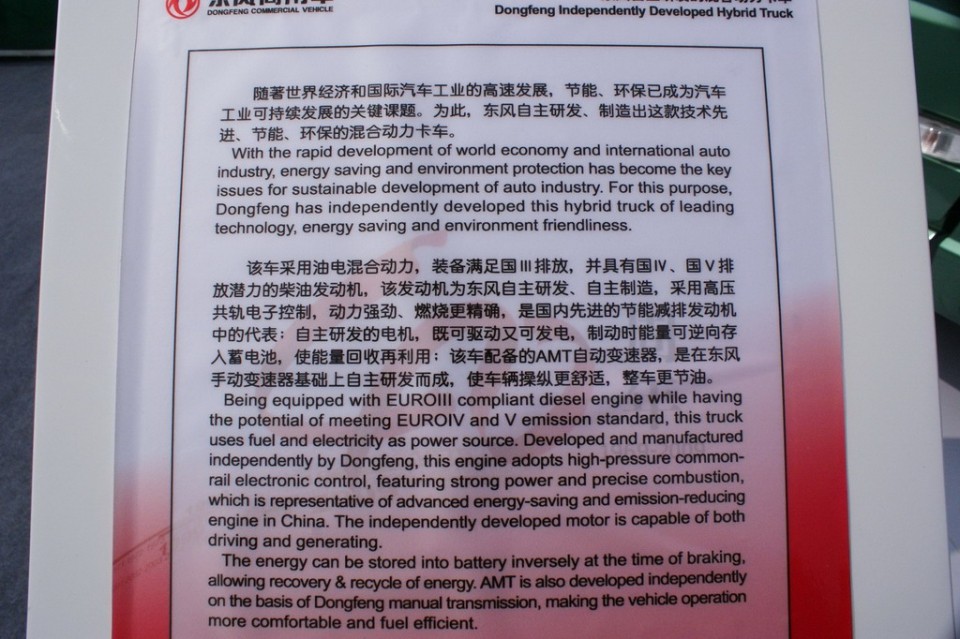 东风商用车
DONGFENG COMMERCIAL VEHICLE
Dongfeng Independently Developed Hybrid Truck
随著世界经济和国际汽车工业的高速发展，节能、环保已成为汽车
工业可持续发展的关键课题。为此，东风自主研发、制造出这款技术先
进、节能、环保的混合动力卡车。
With the rapid development of world economy and international auto
industry, energy saving and environment protection has become the key
issues for sustainable development of auto industry. For this purpose,
Dongfeng has independently developed this hybrid truck of leading
technology, energy saving and environment friendliness.
该车采用油电混合动力，装备满足国III排放，并具有国IV、国V排
放潜力的柴油发动机，该发动机为东风自主研发、自主制造，采用高压
共轨电子控制，动力强劲、燃烧更精确，是国内先进的节能减排发动机
中的代表；自主研发的电机，既可驱动又可发电，制动时能量可逆向存
入蓄电池，使能量回收再利用；该车配备的AMT自动变速器，是在东风
手动变速器基础上自主研发而成，使车辆操纵更舒适，整车更节油。
Being equipped with EUROIII compliant diesel engine while having
the potential of meeting EUROIV and V emission standard, this truck
uses fuel and electricity as power source. Developed and manufactured
independently by Dongfeng, this engine adopts high-pressure common-
rail electronic control, featuring strong power and precise combustion,
which is representative of advanced energy-saving and emission-reducing
engine in China. The independently developed motor is capable of both
driving and generating.
The energy can be stored into battery inversely at the time of braking,
allowing recovery & recycle of energy. AMT is also developed independently
on the basis of Dongfeng manual transmission, making the vehicle operation
more comfortable and fuel efficient.